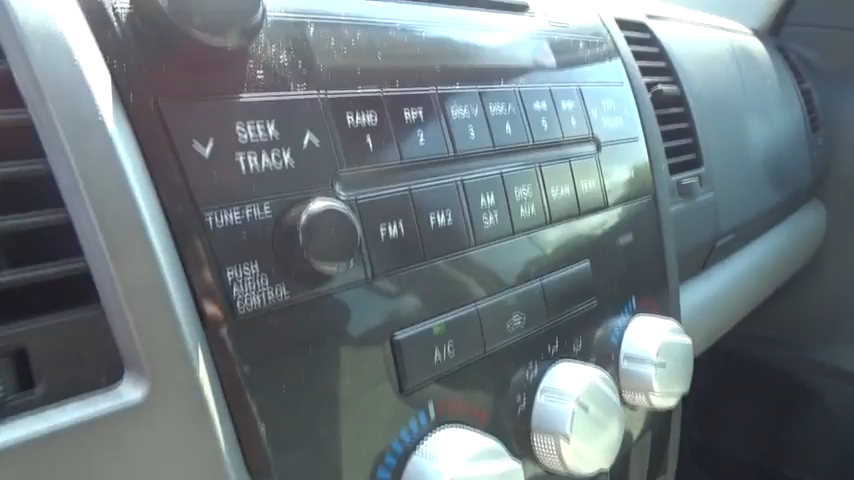 SEEK
TRACK
RAND
1
RPT
2
DISC
3
DISC
4
5
6
TUNE•FILE
FM1
FM2
AM
SAT
DISC
AUX
SCAN
TEXT
PUSH
AUDIO
CONTROL
A/C